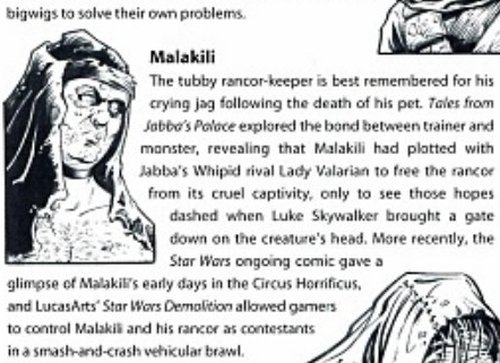 bigwigs to solve their own problems.
Malakili
The tubby rancor-keeper is best remembered for his
crying jag following the death of his pet. Tales from
Jabba's Palace explored the bond between trainer and
monster, revealing that Malakili had plotted with
Jabba's Whipid rival Lady Valarian to free the rancor
from its cruel captivity, only to see those hopes
dashed when Luke Skywalker brought a gate
down on the creature's head. More recently, the
Star Wars ongoing comic gave a
glimpse of Malakili's early days in the Circus Horrificus,
and LucasArts' Star Wars Demolition allowed gamers
to control Malakili and his rancor as contestants
in a smash-and-crash vehicular brawl.